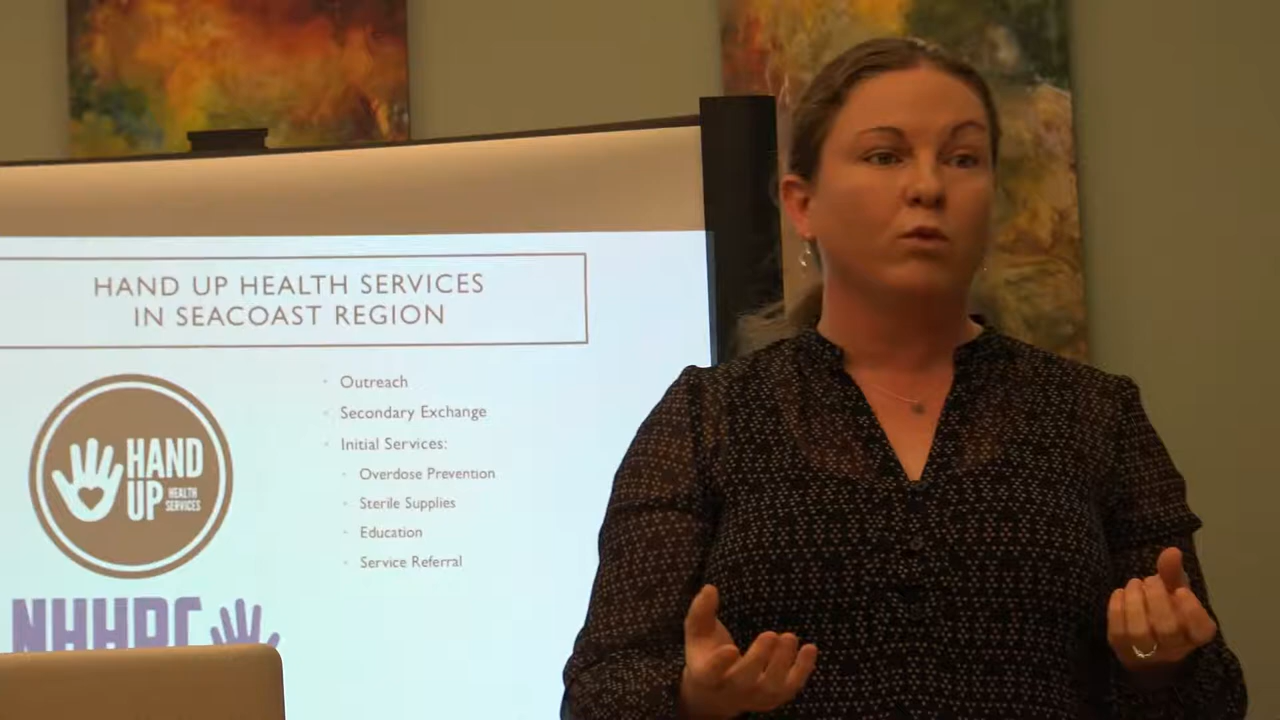 HAND UP HEALTH SERVICES
IN SEACOAST REGION
Outreach
Secondary Exchange
Initial Services:
Overdose Prevention
Sterile Supplies
Education
Service Referral
HAND
UP HEALTH
SERVICES
NHHRC